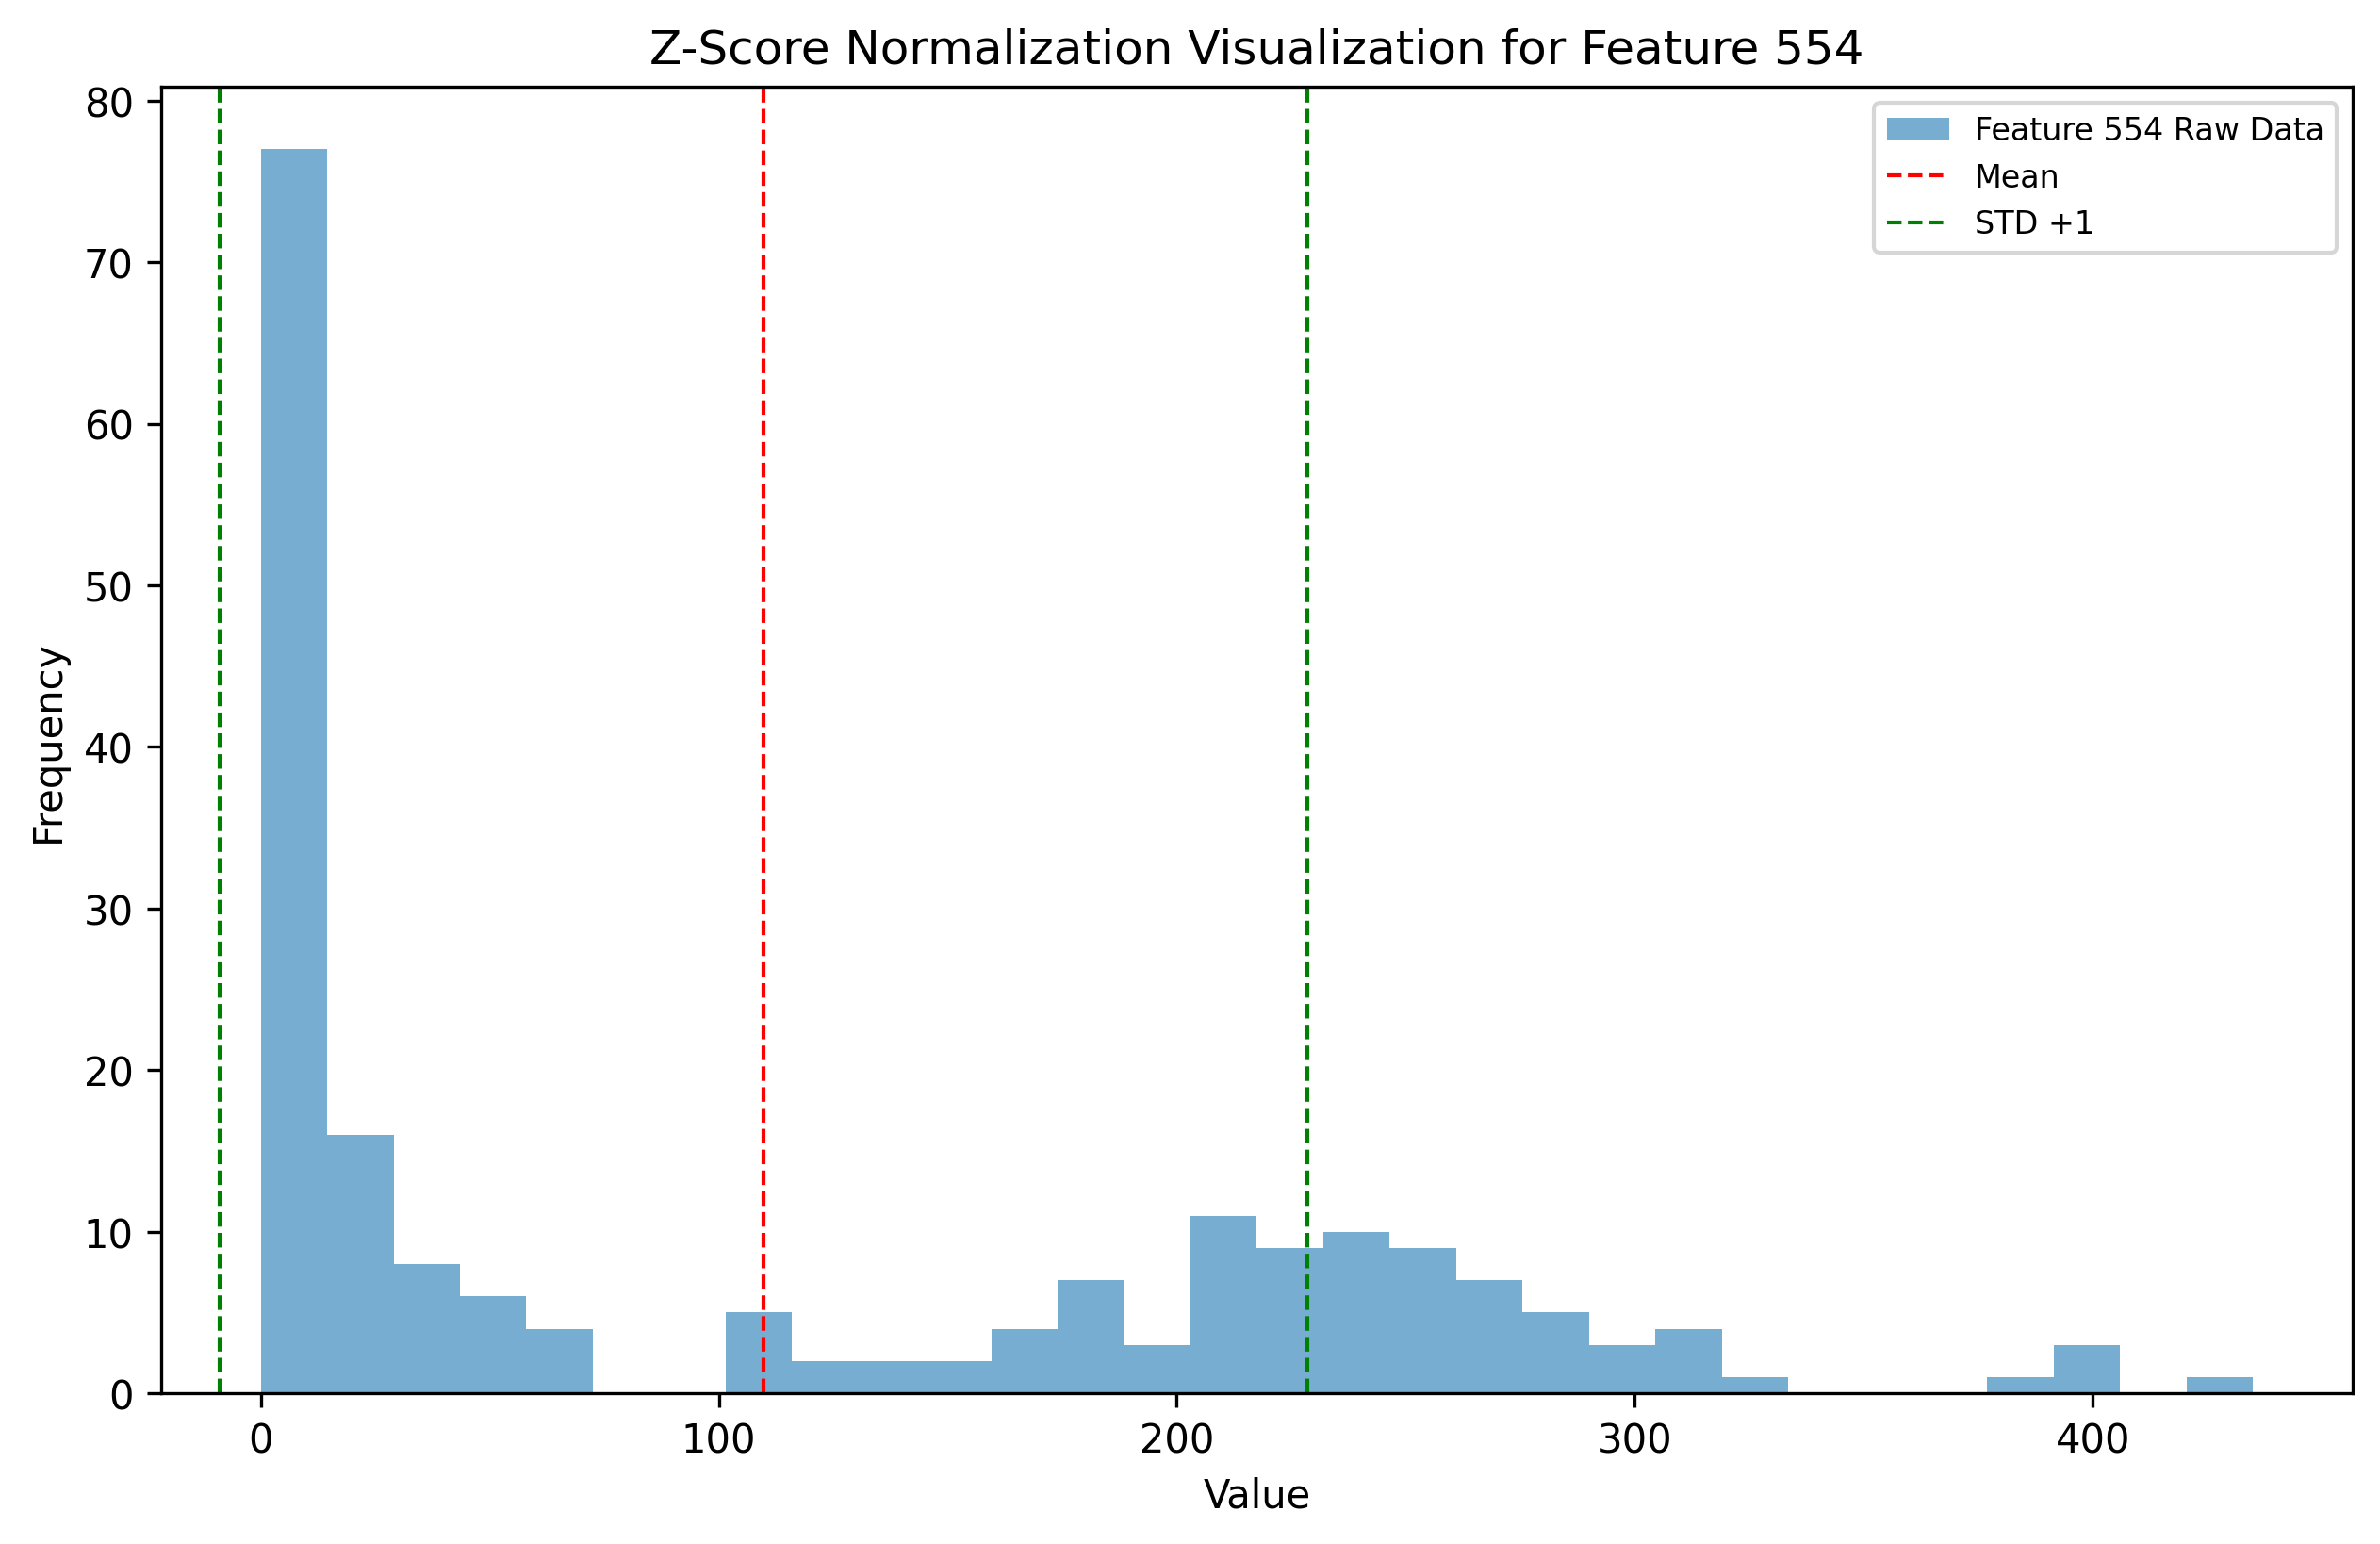 Z-Score Normalization Visualization for Feature 554
80
70
60
50
40
30
20
10
0
Frequency
Feature 554 Raw Data
Mean
STD +1
0 100 200 300 400
Value